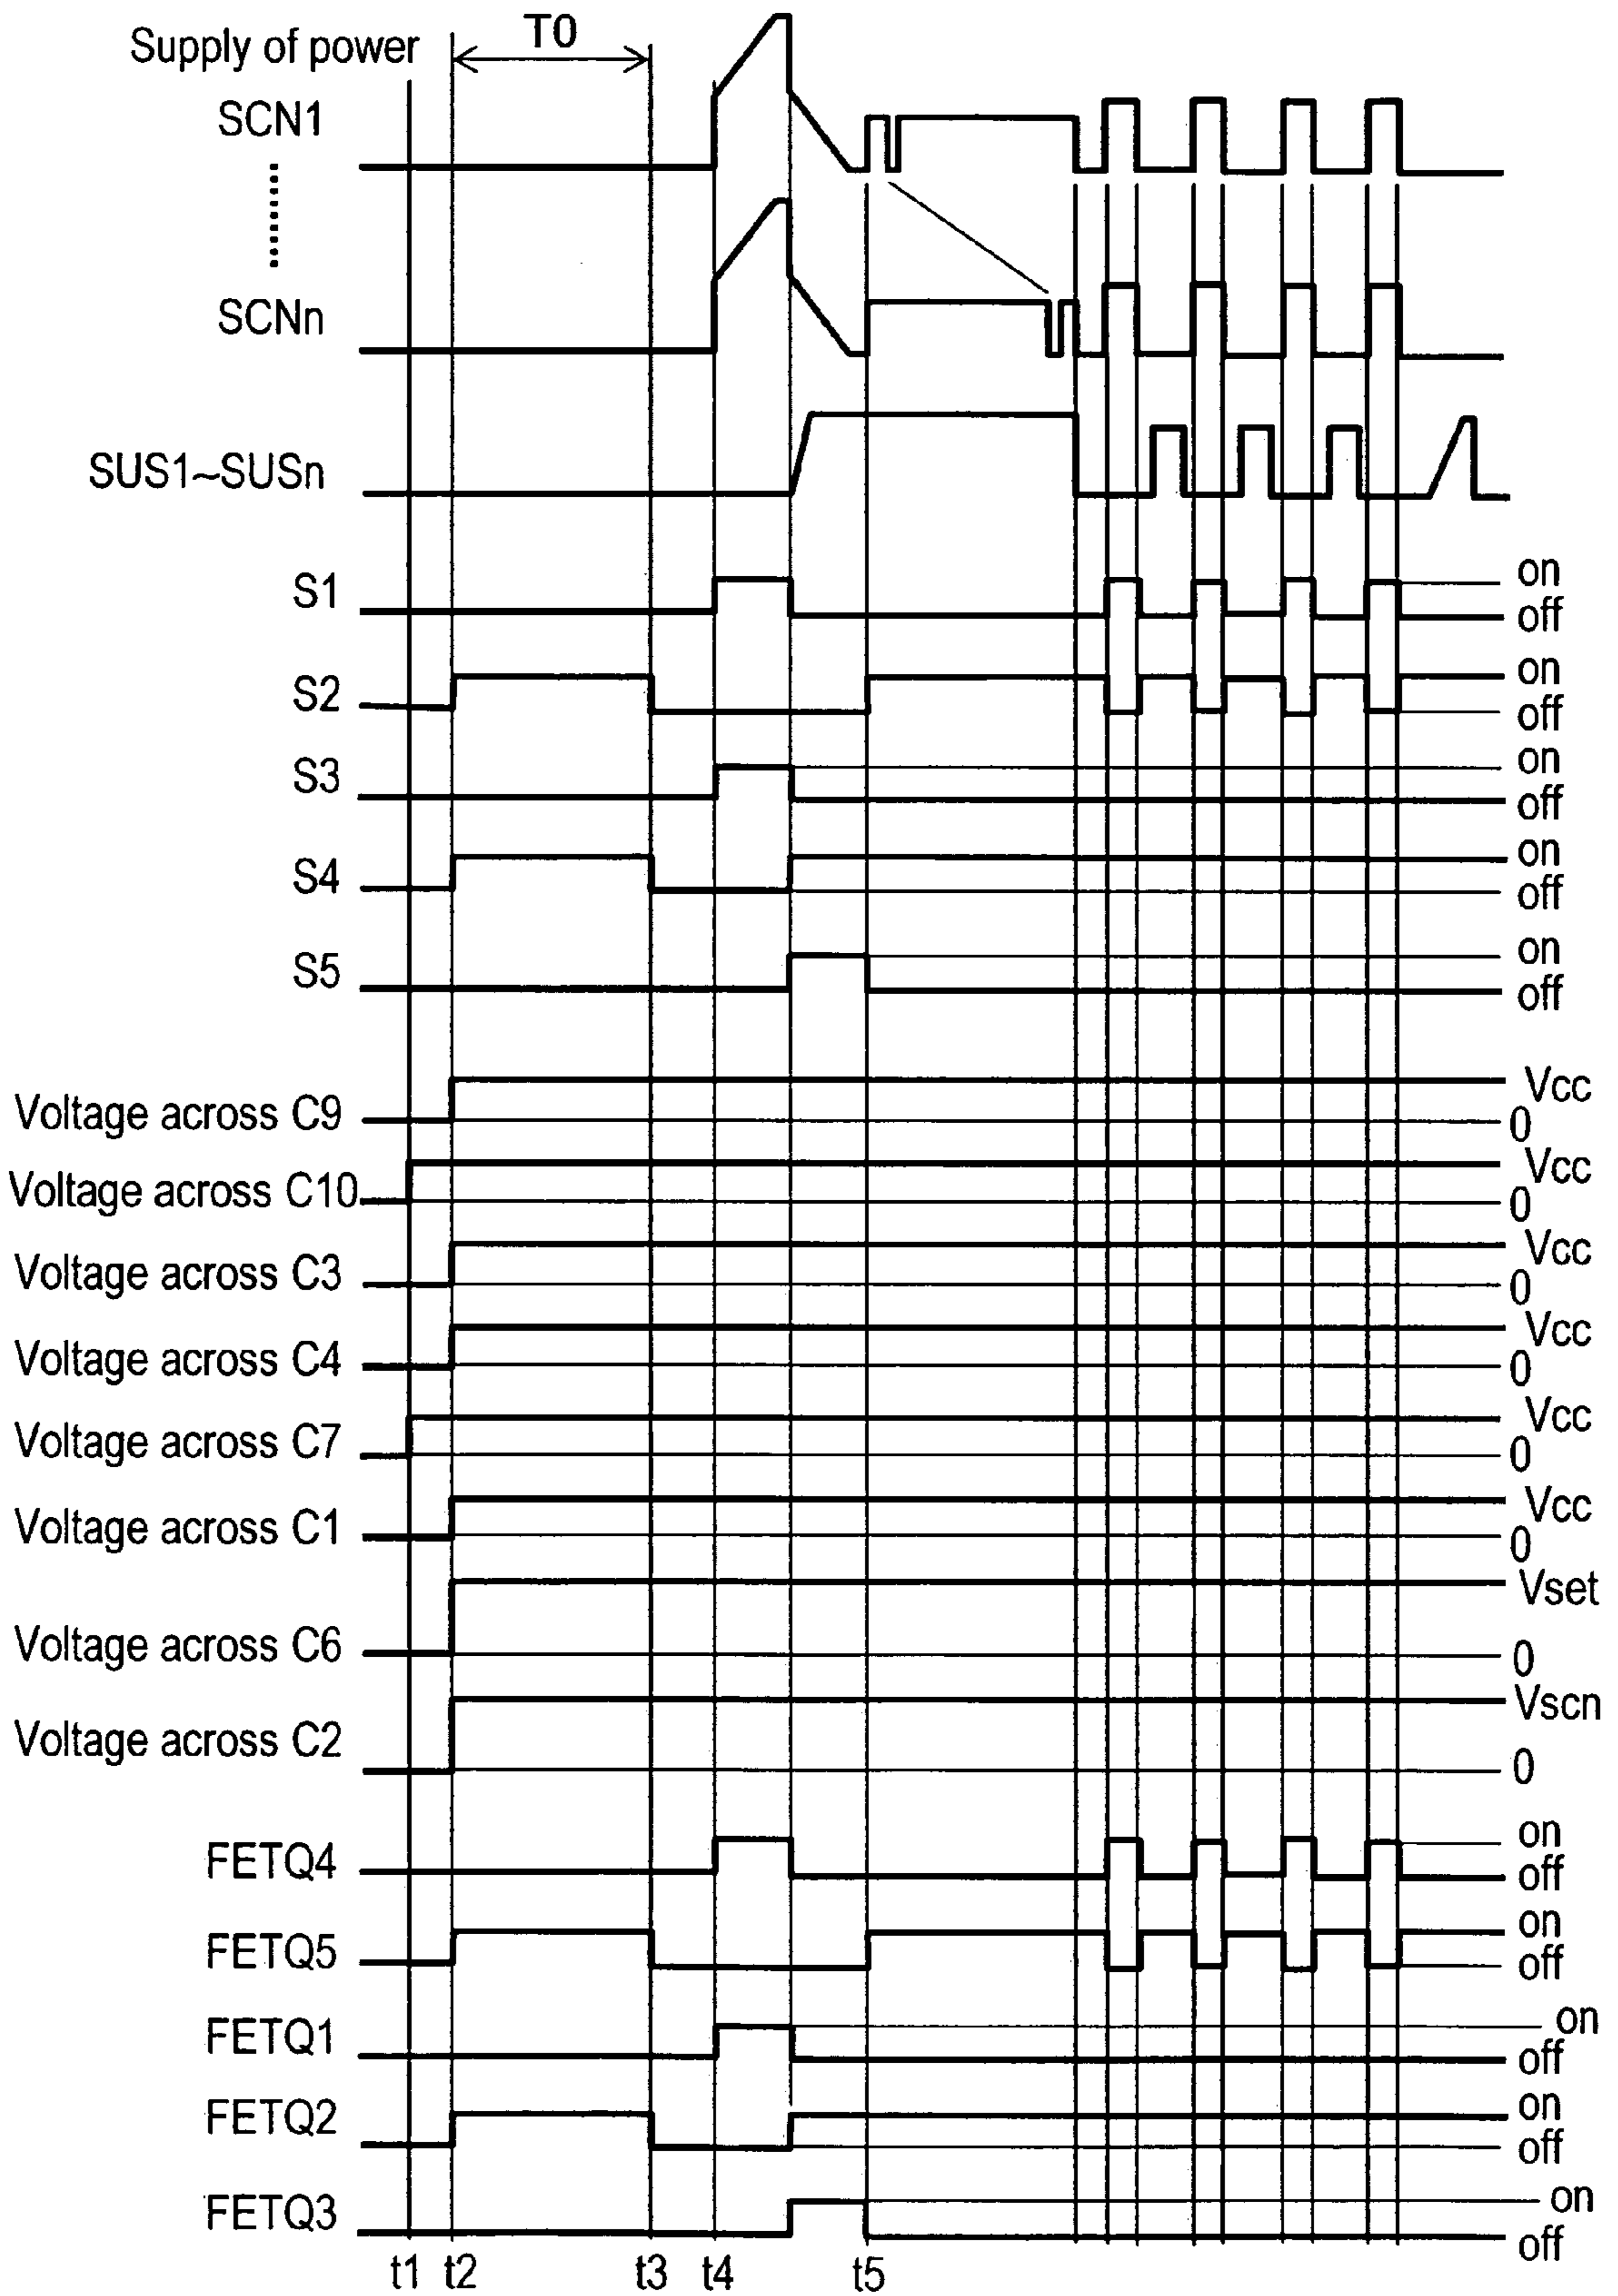 Supply of power
T0
SCN1
SCNn
SUS1~SUSn
S1
on
off
S2
on
off
S3
on
off
S4
on
off
S5
on
off
Voltage across C9
Vcc
0
Voltage across C10
Vcc
0
Voltage across C3
Vcc
0
Voltage across C4
Vcc
0
Voltage across C7
Vcc
0
Voltage across C1
Vcc
0
Voltage across C6
Vset
0
Voltage across C2
Vscn
0
FETQ4
on
off
FETQ5
on
off
FETQ1
on
off
FETQ2
on
off
FETQ3
on
off
t1 t2 t3 t4 t5